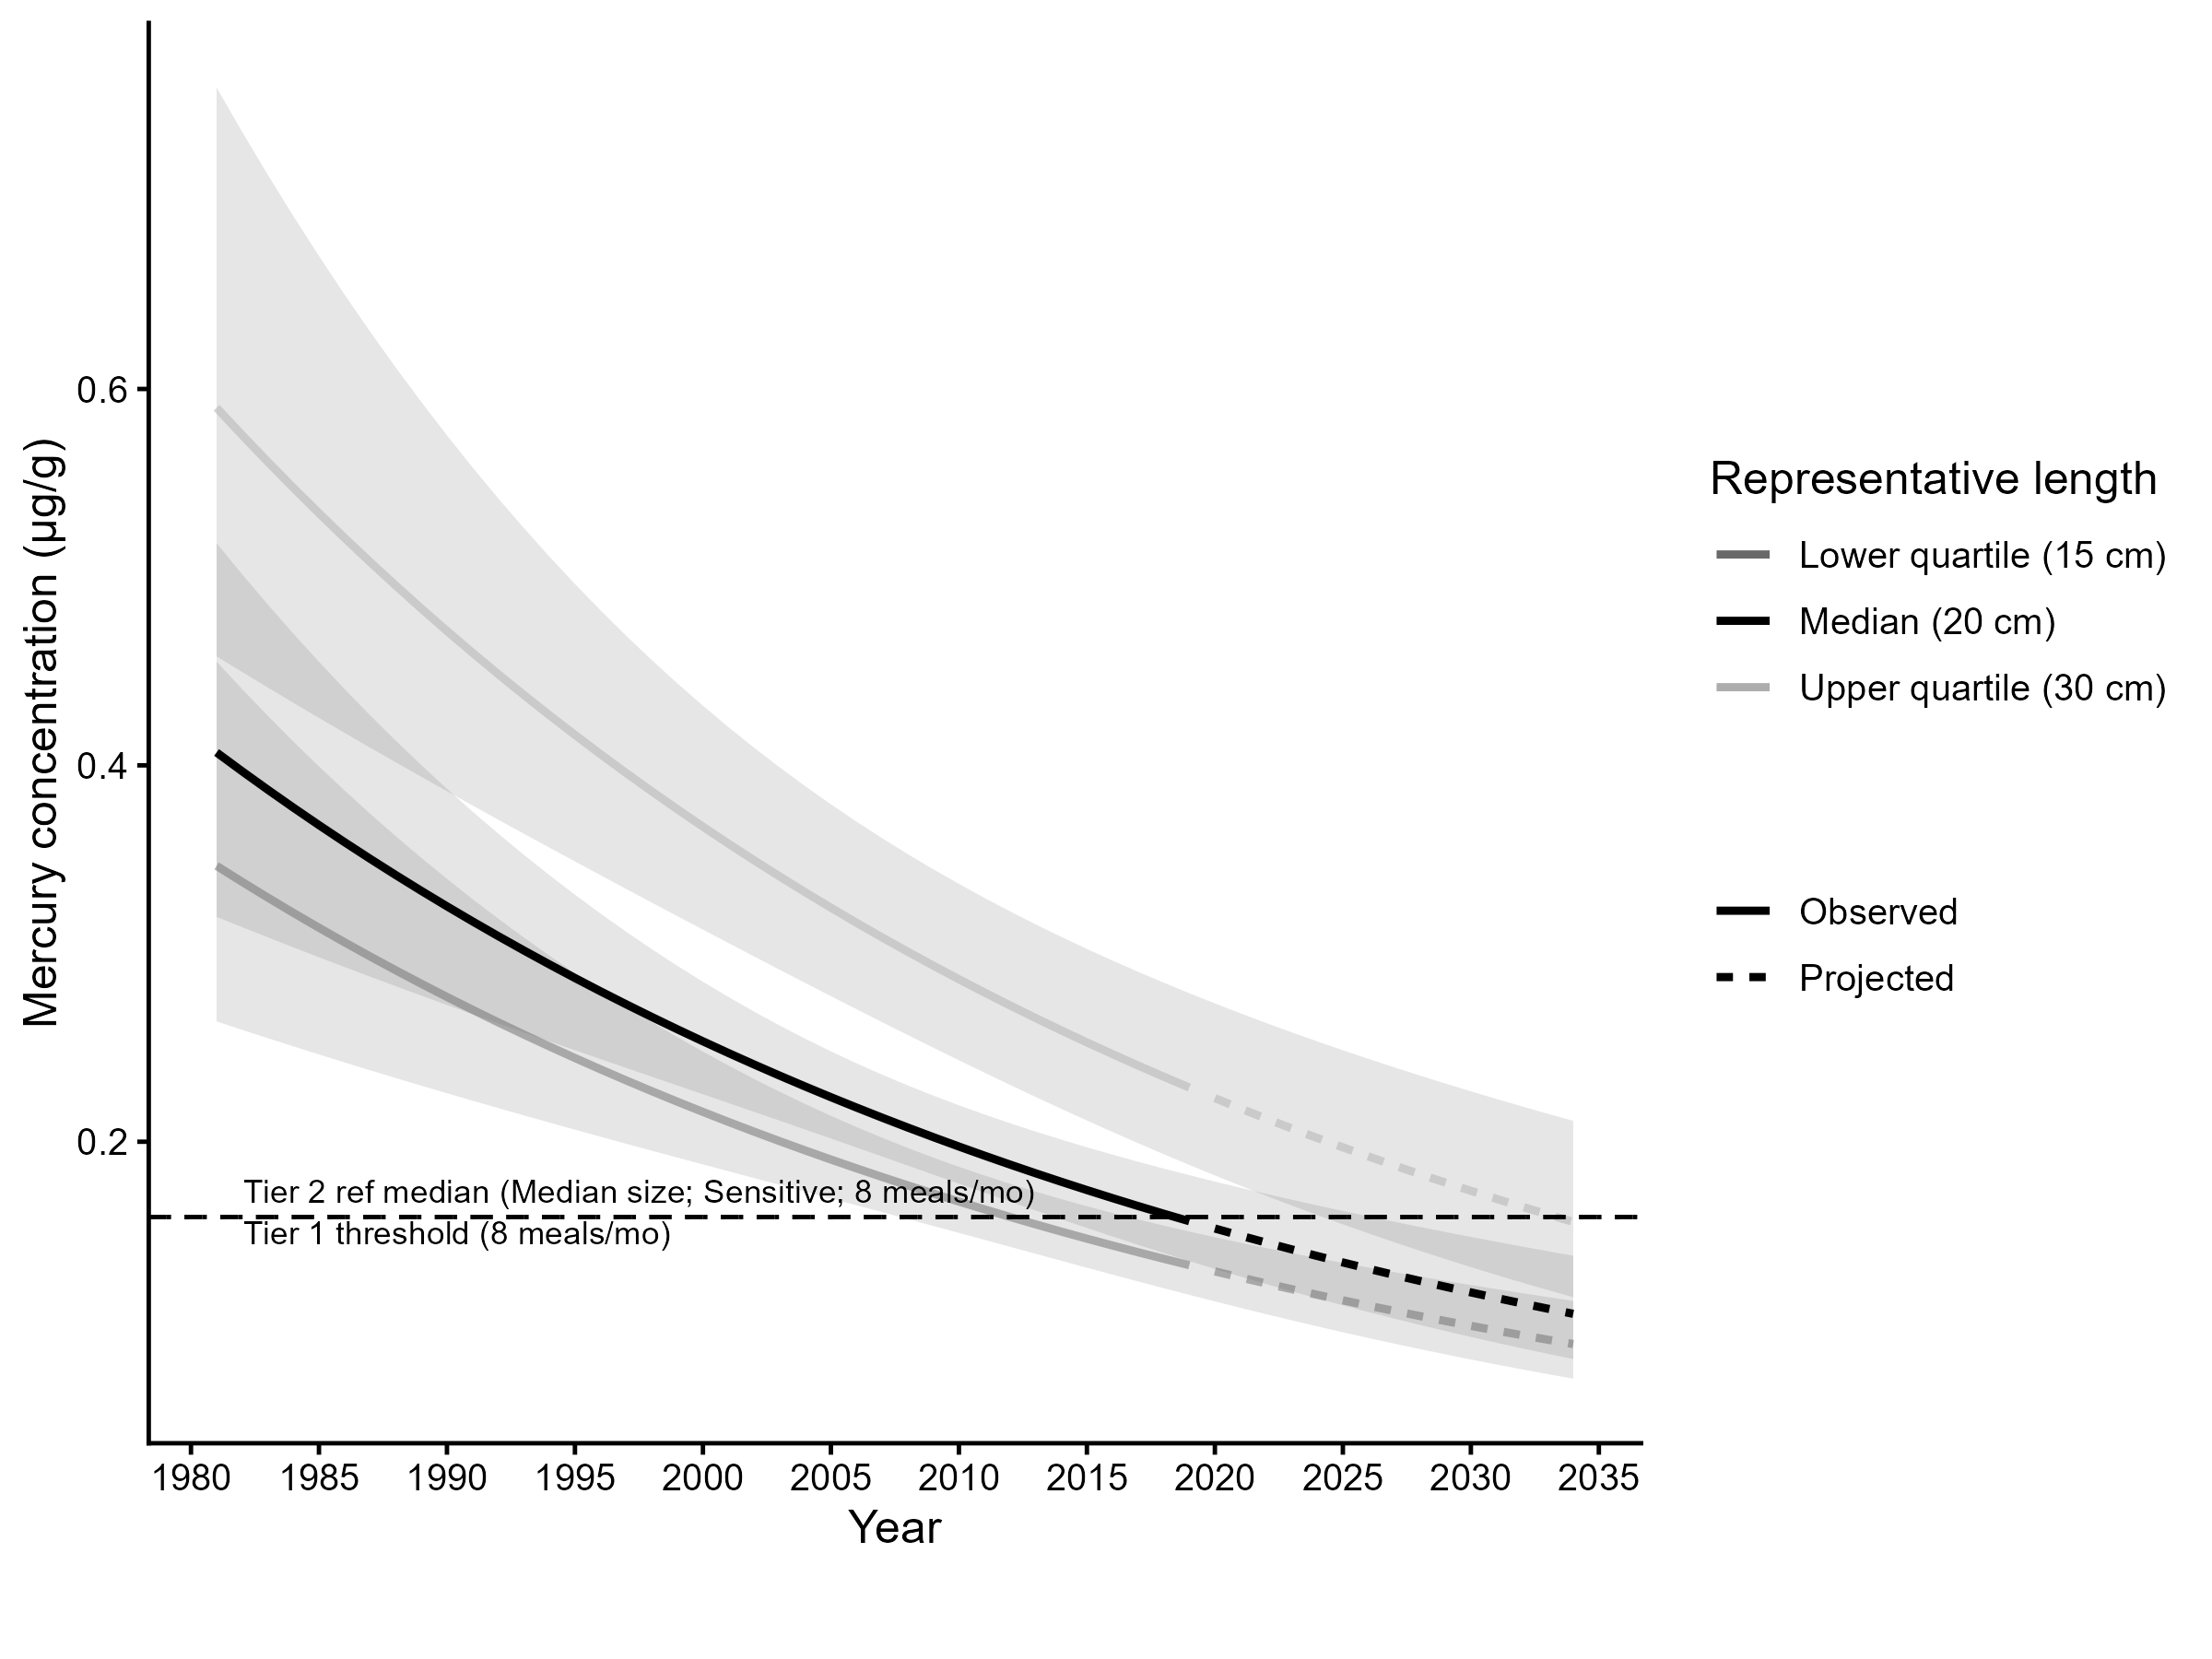 Mercury concentration (µg/g)
0.6
0.4
0.2
Tier 2 ref median (Median size; Sensitive; 8 meals/mo)
Tier 1 threshold (8 meals/mo)
1980 1985 1990 1995 2000 2005 2010 2015 2020 2025 2030 2035
Year
Representative length
Lower quartile (15 cm)
Median (20 cm)
Upper quartile (30 cm)
Observed
Projected